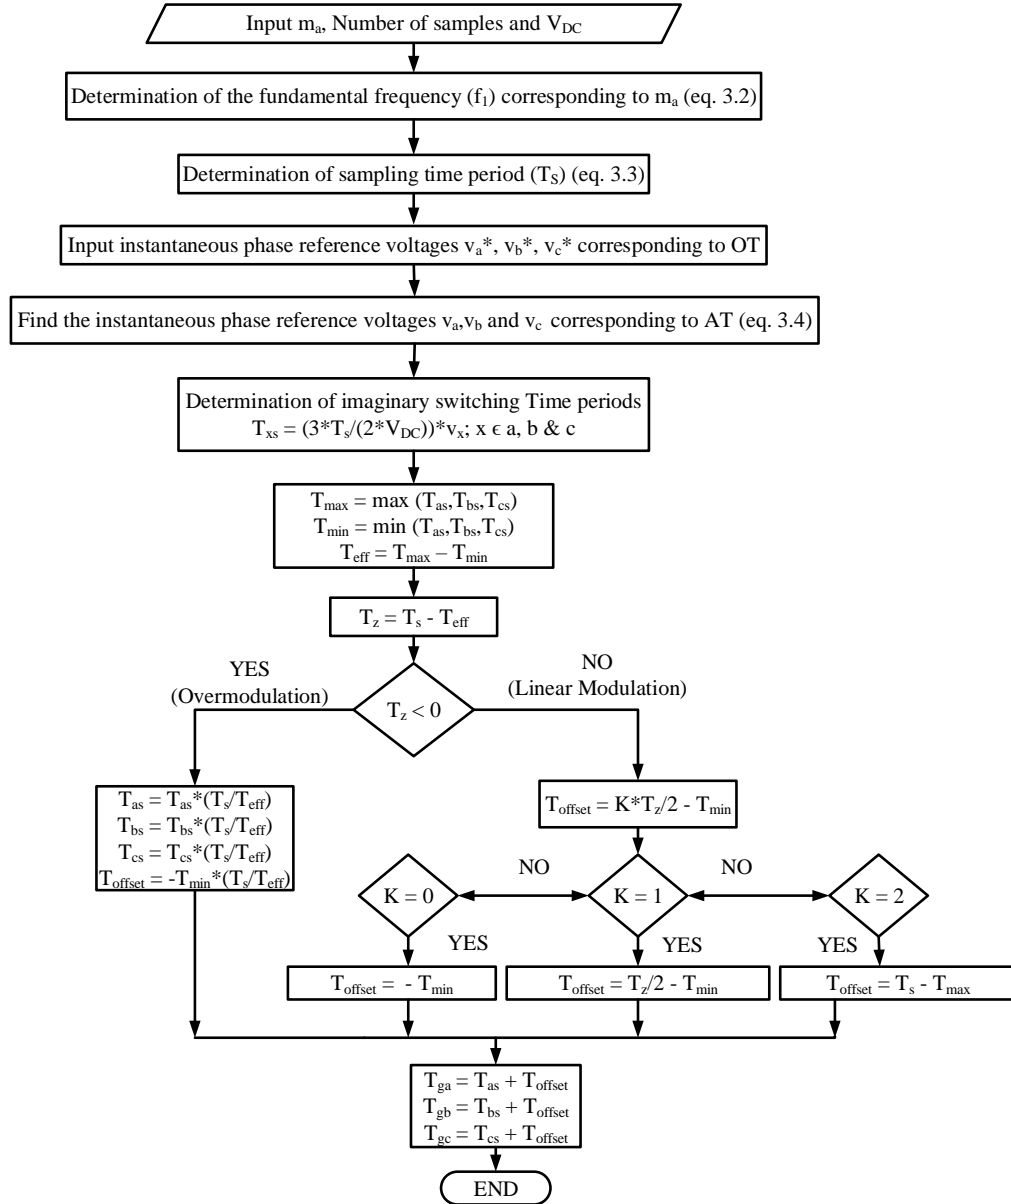 Input mₐ, Number of samples and V_DC
Determination of the fundamental frequency (f₁) corresponding to mₐ (eq. 3.2)
Determination of sampling time period (T_S) (eq. 3.3)
Input instantaneous phase reference voltages v_a*, v_b*, v_c* corresponding to OT
Find the instantaneous phase reference voltages v_a,v_b and v_c corresponding to AT (eq. 3.4)
Determination of imaginary switching Time periods
T_xs = (3*T_s/(2*V_DC))*v_x; x ϵ a, b & c
T_max = max (T_as,T_bs,T_cs)
T_min = min (T_as,T_bs,T_cs)
T_eff = T_max – T_min
T_z = T_s - T_eff
YES
(Overmodulation)
NO
(Linear Modulation)
T_z < 0
T_as = T_as*(T_s/T_eff)
T_bs = T_bs*(T_s/T_eff)
T_cs = T_cs*(T_s/T_eff)
T_offset = -T_min*(T_s/T_eff)
T_offset = K*T_z/2 - T_min
NO
NO
K = 0
K = 1
K = 2
YES
YES
YES
T_offset = - T_min
T_offset = T_z/2 - T_min
T_offset = T_s - T_max
T_ga = T_as + T_offset
T_gb = T_bs + T_offset
T_gc = T_cs + T_offset
END